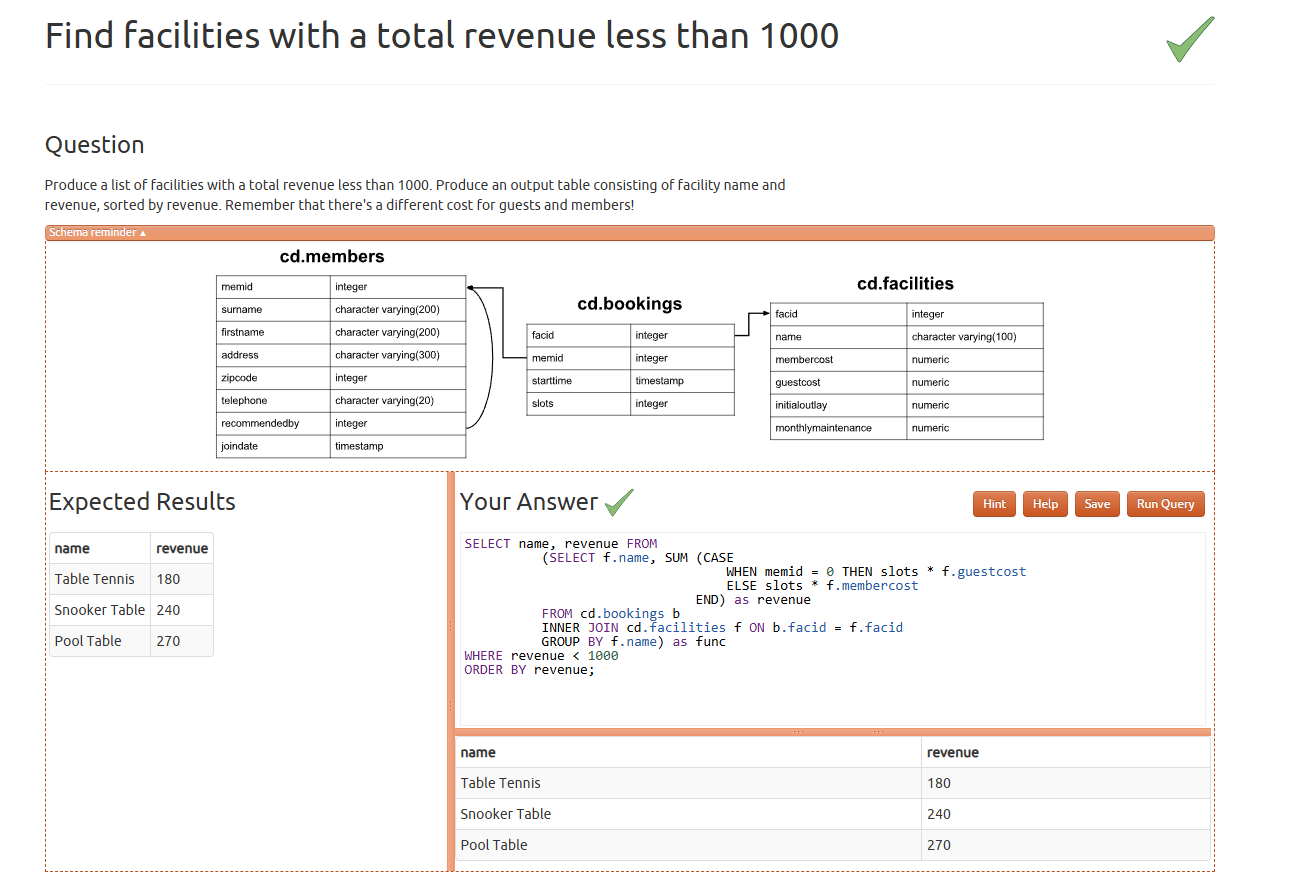 Find facilities with a total revenue less than 1000
Question
Produce a list of facilities with a total revenue less than 1000. Produce an output table consisting of facility name and
revenue, sorted by revenue. Remember that there's a different cost for guests and members!
Schema reminder ▴
cd.members
memid integer
surname character varying(200)
firstname character varying(200)
address character varying(300)
zipcode integer
telephone character varying(20)
recommendedby integer
joindate timestamp
cd.bookings
facid integer
memid integer
starttime timestamp
slots integer
cd.facilities
facid integer
name character varying(100)
membercost numeric
guestcost numeric
initialoutlay numeric
monthlymaintenance numeric
Expected Results
name revenue
Table Tennis 180
Snooker Table 240
Pool Table 270
Your Answer
Hint Help Save Run Query
SELECT name, revenue FROM
(SELECT f.name, SUM (CASE
WHEN memid = 0 THEN slots * f.guestcost
ELSE slots * f.membercost
END) as revenue
FROM cd.bookings b
INNER JOIN cd.facilities f ON b.facid = f.facid
GROUP BY f.name) as func
WHERE revenue < 1000
ORDER BY revenue;
name revenue
Table Tennis 180
Snooker Table 240
Pool Table 270